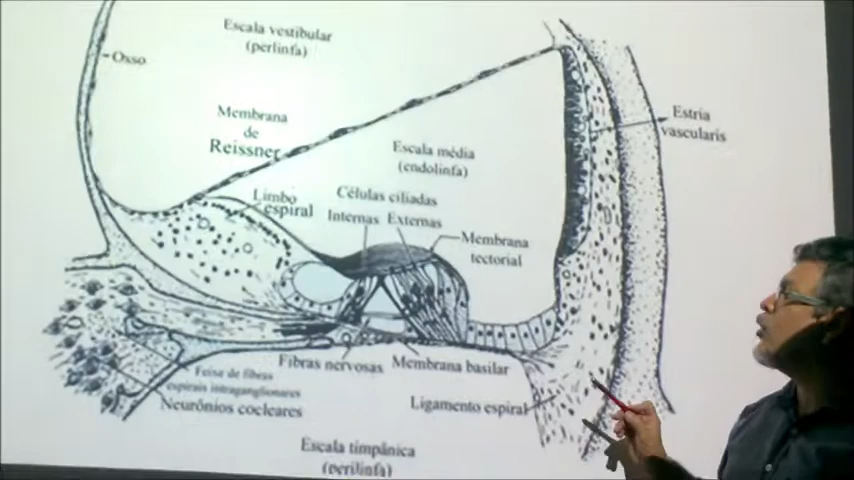 Escala vestibular
(perilinfa)
Osso
Membrana
de
Reissner
Estria
vascularis
Escala média
(endolinfa)
Limbo
espiral
Células ciliadas
Internas Externas
Membrana
tectorial
Fibras nervosas
Membrana basilar
Feixe de fibras
espirais intraganglionares
Neurônios cocleares
Ligamento espiral
Escala timpânica
(perilinfa)